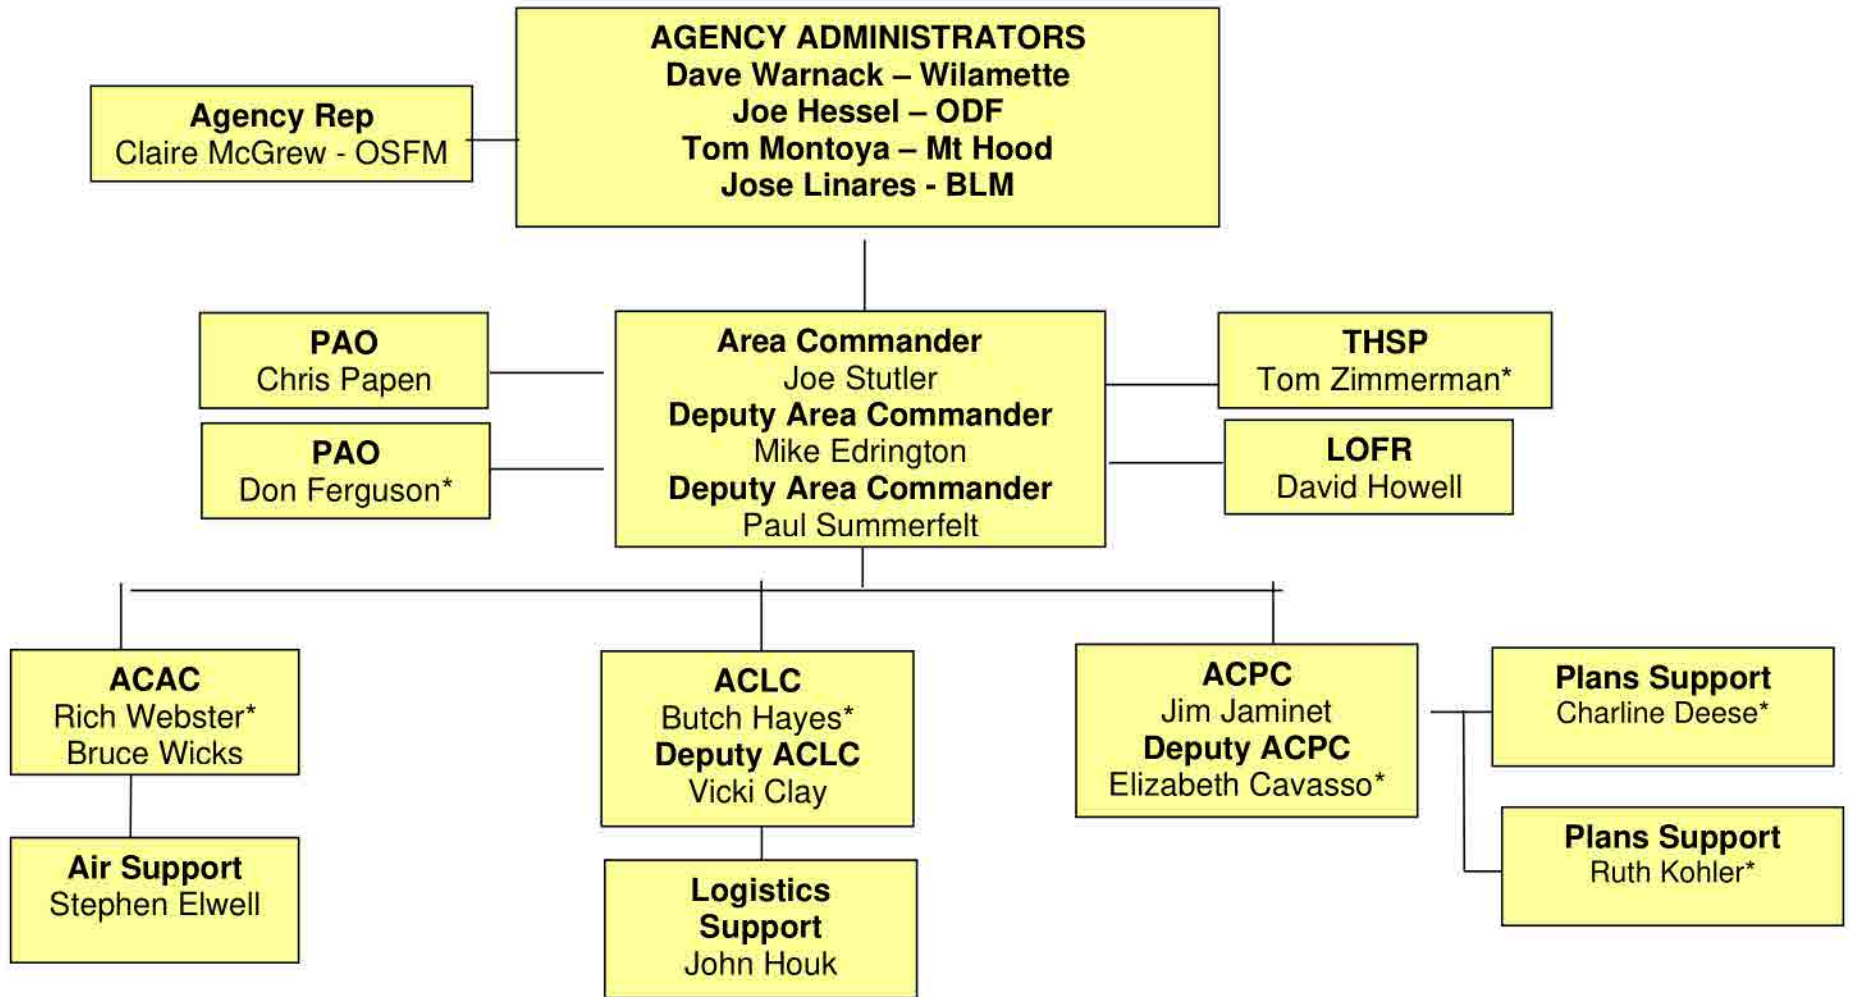 AGENCY ADMINISTRATORS
Dave Warnack – Wilamette
Joe Hessel – ODF
Tom Montoya – Mt Hood
Jose Linares - BLM
Agency Rep
Claire McGrew - OSFM
PAO
Chris Papen
PAO
Don Ferguson*
Area Commander
Joe Stutler
Deputy Area Commander
Mike Edrington
Deputy Area Commander
Paul Summerfelt
THSP
Tom Zimmerman*
LOFR
David Howell
ACAC
Rich Webster*
Bruce Wicks
Air Support
Stephen Elwell
ACLC
Butch Hayes*
Deputy ACLC
Vicki Clay
Logistics
Support
John Houk
ACPC
Jim Jaminet
Deputy ACPC
Elizabeth Cavasso*
Plans Support
Charline Deese*
Plans Support
Ruth Kohler*